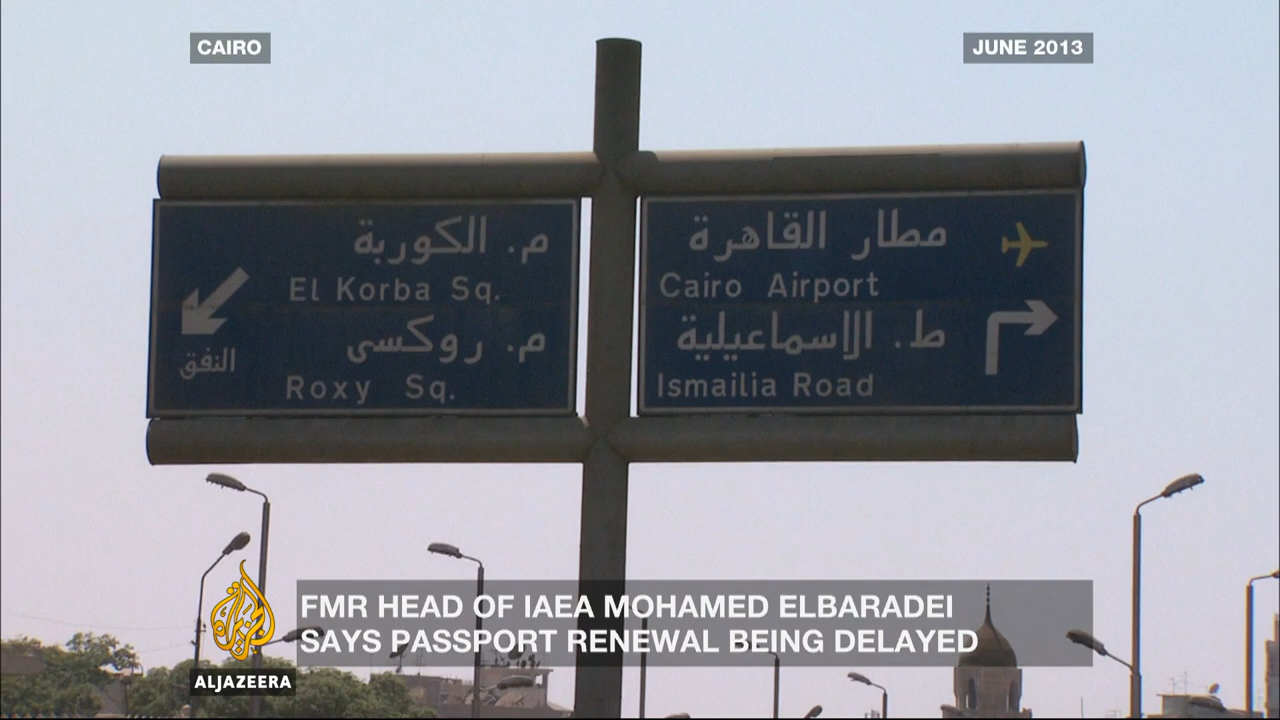 CAIRO
JUNE 2013
م. الكوربة
El Korba Sq.
م. روكسى
النفق
Roxy Sq.
مطار القاهرة
Cairo Airport
ط. الاسماعيلية
Ismailia Road
FMR HEAD OF IAEA MOHAMED ELBARADEI
SAYS PASSPORT RENEWAL BEING DELAYED
الجزيرة
ALJAZEERA